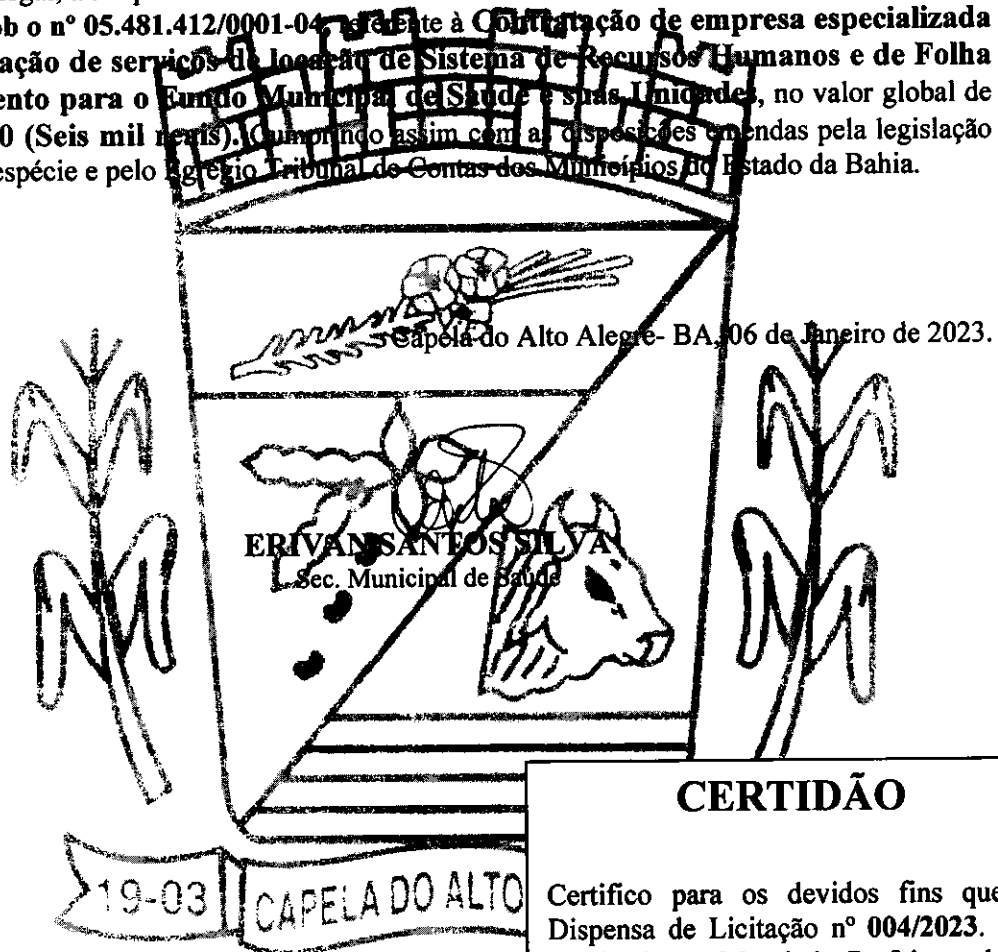 b o nº 05.481.412/0001-04, referente à Contratação de empresa especializada
ação de serviços de locação de Sistema de Recursos Humanos e de Folha
ento para o Fundo Municipal de Saúde e suas Unidades, no valor global de
0 (Seis mil reais). Cumprindo assim com as disposições emendas pela legislação
espécie e pelo Egrégio Tribunal de Contas dos Municípios do Estado da Bahia.
Capela do Alto Alegre- BA, 06 de Janeiro de 2023.
ERIVAN SANTOS SILVA
Sec. Municipal de Saúde
CERTIDÃO
Certifico para os devidos fins que
Dispensa de Licitação nº 004/2023.
19-03
CAPELA DO ALTO